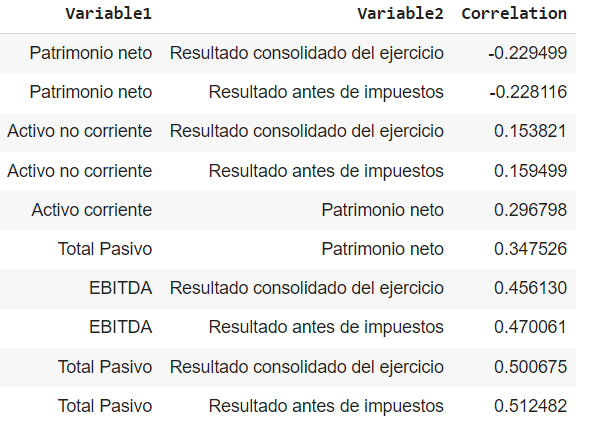 Variable1 Variable2 Correlation
Patrimonio neto Resultado consolidado del ejercicio -0.229499
Patrimonio neto Resultado antes de impuestos -0.228116
Activo no corriente Resultado consolidado del ejercicio 0.153821
Activo no corriente Resultado antes de impuestos 0.159499
Activo corriente Patrimonio neto 0.296798
Total Pasivo Patrimonio neto 0.347526
EBITDA Resultado consolidado del ejercicio 0.456130
EBITDA Resultado antes de impuestos 0.470061
Total Pasivo Resultado consolidado del ejercicio 0.500675
Total Pasivo Resultado antes de impuestos 0.512482